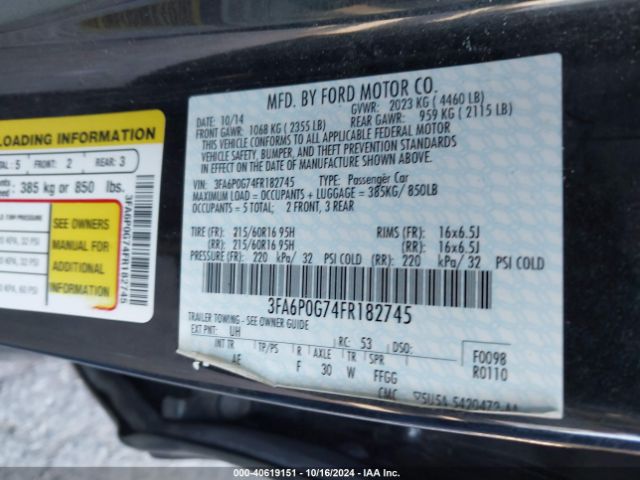 LOADING INFORMATION
TOTAL: 5 FRONT: 2 REAR: 3
385 kg or 850 lbs.
SEE OWNERS
MANUAL FOR
ADDITIONAL
INFORMATION
3FA6P0G74FR182745
MFD. BY FORD MOTOR CO.
DATE: 10/14 GVWR: 2023 KG ( 4460 LB)
FRONT GAWR: 1068 KG ( 2355 LB) REAR GAWR: 959 KG ( 2115 LB)
THIS VEHICLE CONFORMS TO ALL APPLICABLE FEDERAL MOTOR
VEHICLE SAFETY, BUMPER, AND THEFT PREVENTION STANDARDS
IN EFFECT ON THE DATE OF MANUFACTURE SHOWN ABOVE.
VIN: 3FA6P0G74FR182745 TYPE: Passenger Car
MAXIMUM LOAD = OCCUPANTS + LUGGAGE = 385KG/ 850LB
OCCUPANTS = 5 TOTAL; 2 FRONT, 3 REAR
TIRE (FR): 215/60R16 95H RIMS (FR): 16x6.5J
(RR): 215/60R16 95H (RR): 16x6.5J
PRESSURE (FR): 220 kPa/ 32 PSI COLD (RR): 220 kPa/ 32 PSI COLD
3FA6P0G74FR182745
TRAILER TOWING - SEE OWNER GUIDE
EXT PNT: UH RC: 53 DSO: F0098
INT TR TP/PS R AXLE TR SPR R0110
AE F 30 W FFGG
CMC
000-40619151 - 10/16/2024 - IAA Inc.